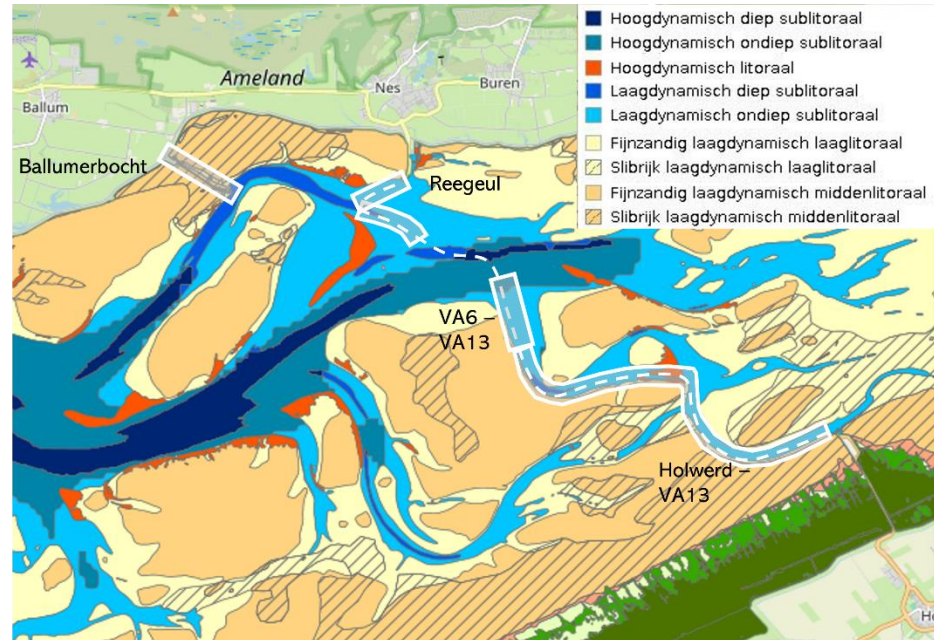 Hoogdynamisch diep sublitoraal
Hoogdynamisch ondiep sublitoraal
Hoogdynamisch litoraal
Laagdynamisch diep sublitoraal
Laagdynamisch ondiep sublitoraal
Fijnzandig laagdynamisch laaglitoraal
Slibrijk laagdynamisch laaglitoraal
Fijnzandig laagdynamisch middenlitoraal
Slibrijk laagdynamisch middenlitoraal
Ameland
Nes
Buren
Ballum
Ballumerbocht
Reegeul
VA6 –
VA13
Holwerd –
VA13
Ho